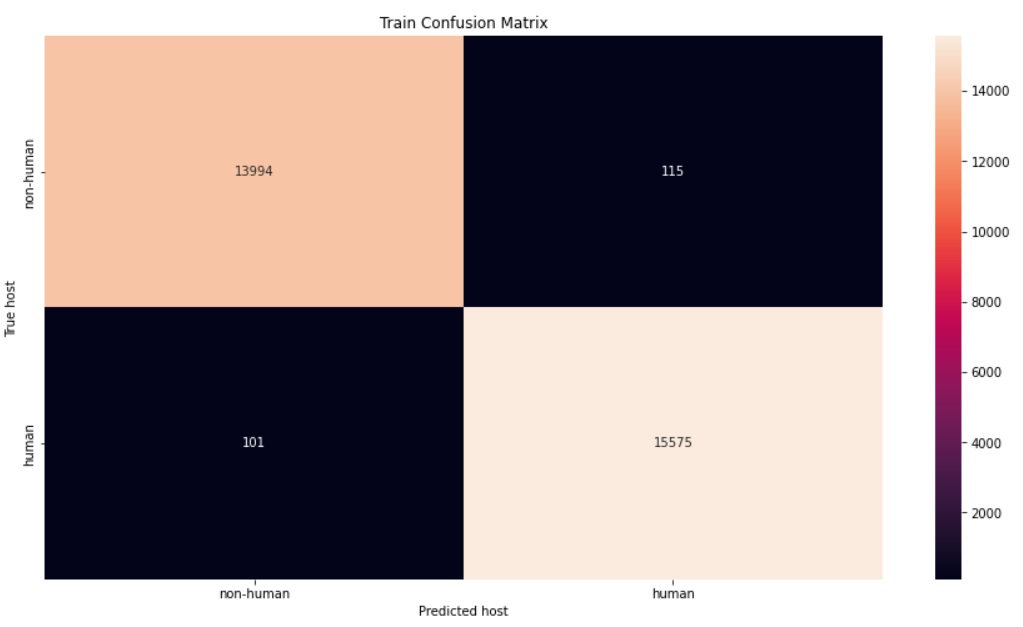 Train Confusion Matrix
True host
non-human
13994
115
human
101
15575
non-human
human
Predicted host
14000
12000
10000
8000
6000
4000
2000